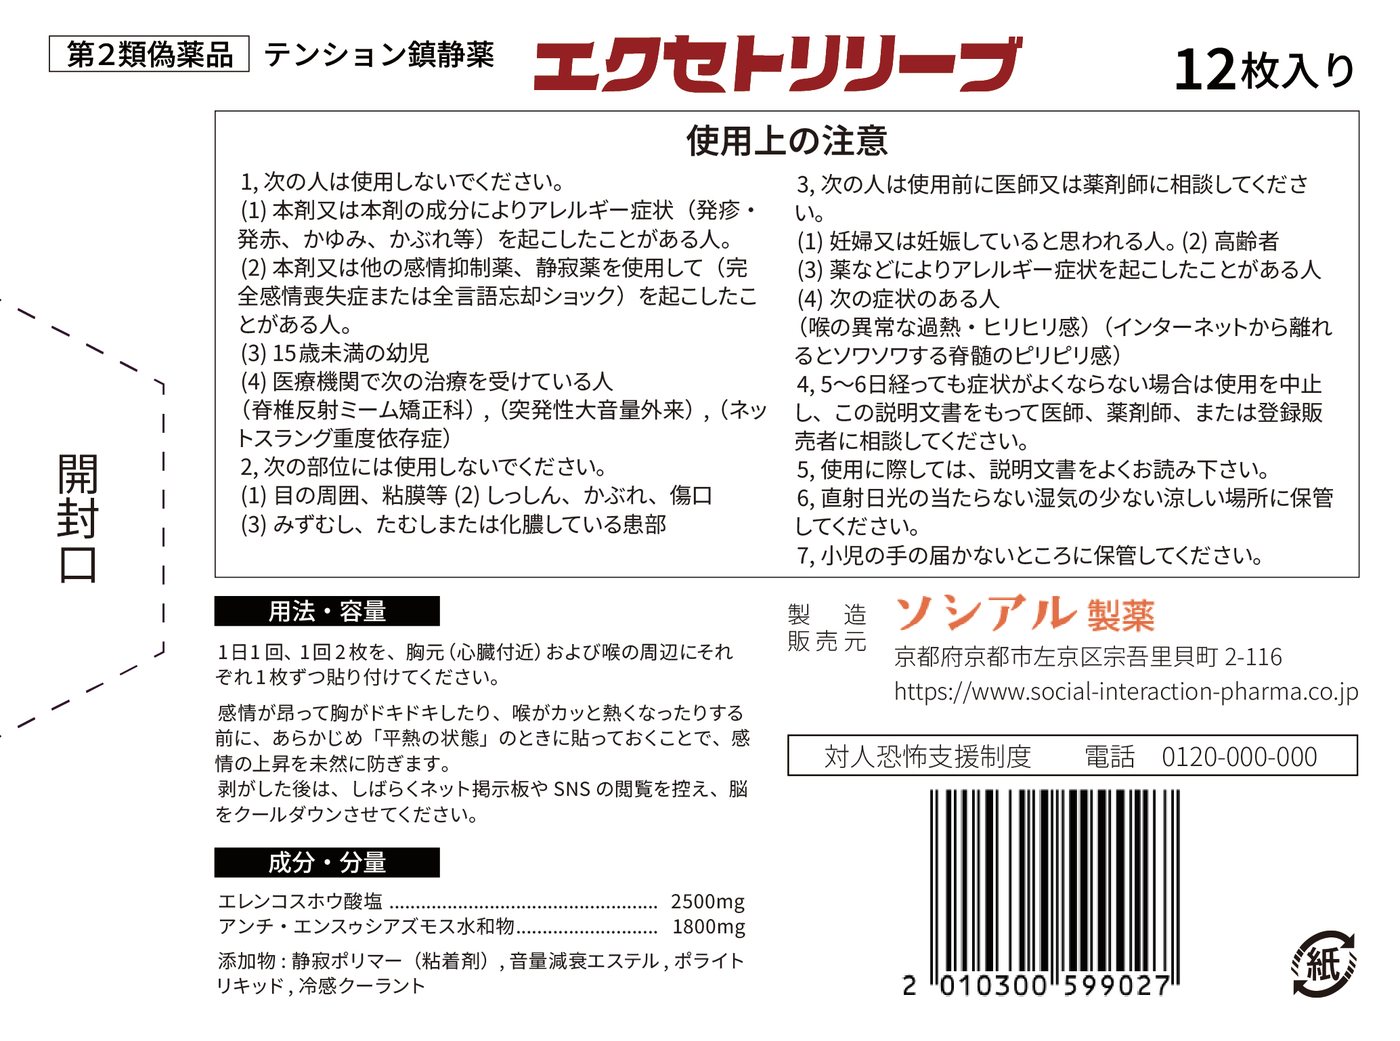 第２類偽薬品 テンション鎮静薬 エクセトリリーブ 12枚入り
使用上の注意
1, 次の人は使用しないでください。
(1) 本剤又は本剤の成分によりアレルギー症状（発疹・
発赤、かゆみ、かぶれ等）を起こしたことがある人。
(2) 本剤又は他の感情抑制薬、静寂薬を使用して（完
全感情喪失症または全言語忘却ショック）を起こしたこ
とがある人。
(3) 15歳未満の幼児
(4) 医療機関で次の治療を受けている人
（脊椎反射ミーム矯正科）,（突発性大音量外来）,（ネッ
トスラング重度依存症）
2, 次の部位には使用しないでください。
(1) 目の周囲、粘膜等 (2) しっしん、かぶれ、傷口
(3) みずむし、たむしまたは化膿している患部
3, 次の人は使用前に医師又は薬剤師に相談してくださ
い。
(1) 妊婦又は妊娠していると思われる人。(2) 高齢者
(3) 薬などによりアレルギー症状を起こしたことがある人
(4) 次の症状のある人
（喉の異常な過熱・ヒリヒリ感）（インターネットから離れ
るとソワソワする脊髄のピリピリ感）
4, 5～6日経っても症状がよくならない場合は使用を中止
し、この説明文書をもって医師、薬剤師、または登録販
売者に相談してください。
5, 使用に際しては、説明文書をよくお読み下さい。
6, 直射日光の当たらない湿気の少ない涼しい場所に保管
してください。
7, 小児の手の届かないところに保管してください。
開封口
用法・容量
1日1回、1回2枚を、胸元（心臓付近）および喉の周辺にそれ
ぞれ1枚ずつ貼り付けてください。
感情が昂って胸がドキドキしたり、喉がカッと熱くなったりする
前に、あらかじめ「平熱の状態」のときに貼っておくことで、感
情の上昇を未然に防ぎます。
剥がした後は、しばらくネット掲示板や SNS の閲覧を控え、脳
をクールダウンさせてください。
成分・分量
エレンコスホウ酸塩 .................................................... 2500mg
アンチ・エンスゥシアズモス水和物........................... 1800mg
添加物 : 静寂ポリマー（粘着剤）, 音量減衰エステル , ポライト
リキッド , 冷感クーラント
製造
販売元
ソシアル製薬
京都府京都市左京区宗吾里貝町 2-116
https://www.social-interaction-pharma.co.jp
対人恐怖支援制度 電話 0120-000-000
2 010300 599027
紙